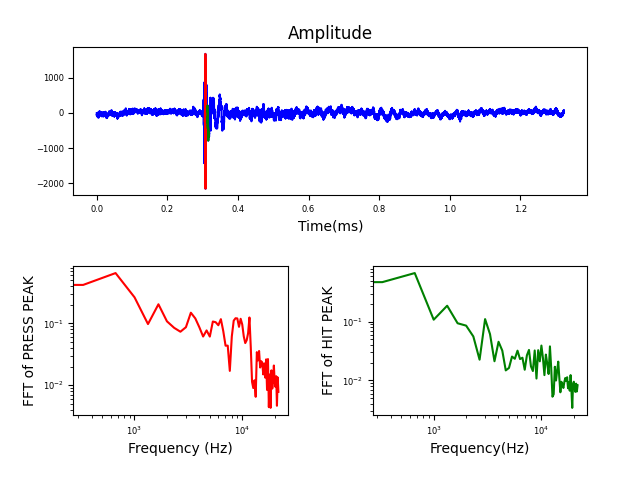 Amplitude
1000
0
−1000
−2000
0.0 0.2 0.4 0.6 0.8 1.0 1.2
Time(ms)
FFT of PRESS PEAK
10⁻¹
10⁻²
10³ 10⁴
Frequency (Hz)
FFT of HIT PEAK
10⁻¹
10⁻²
10³ 10⁴
Frequency(Hz)